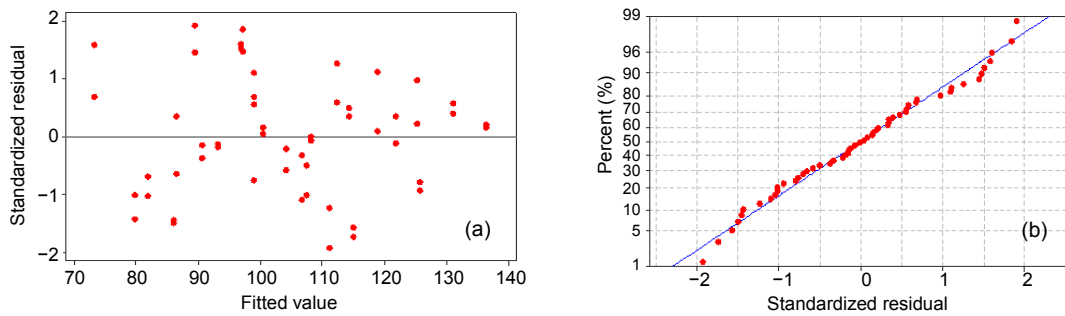 Standardized residual
2
1
0
−1
−2
70 80 90 100 110 120 130 140
Fitted value
(a)
Percent (%)
99
96
90
80
70
60
50
40
30
20
10
5
1
−2 −1 0 1 2
Standardized residual
(b)